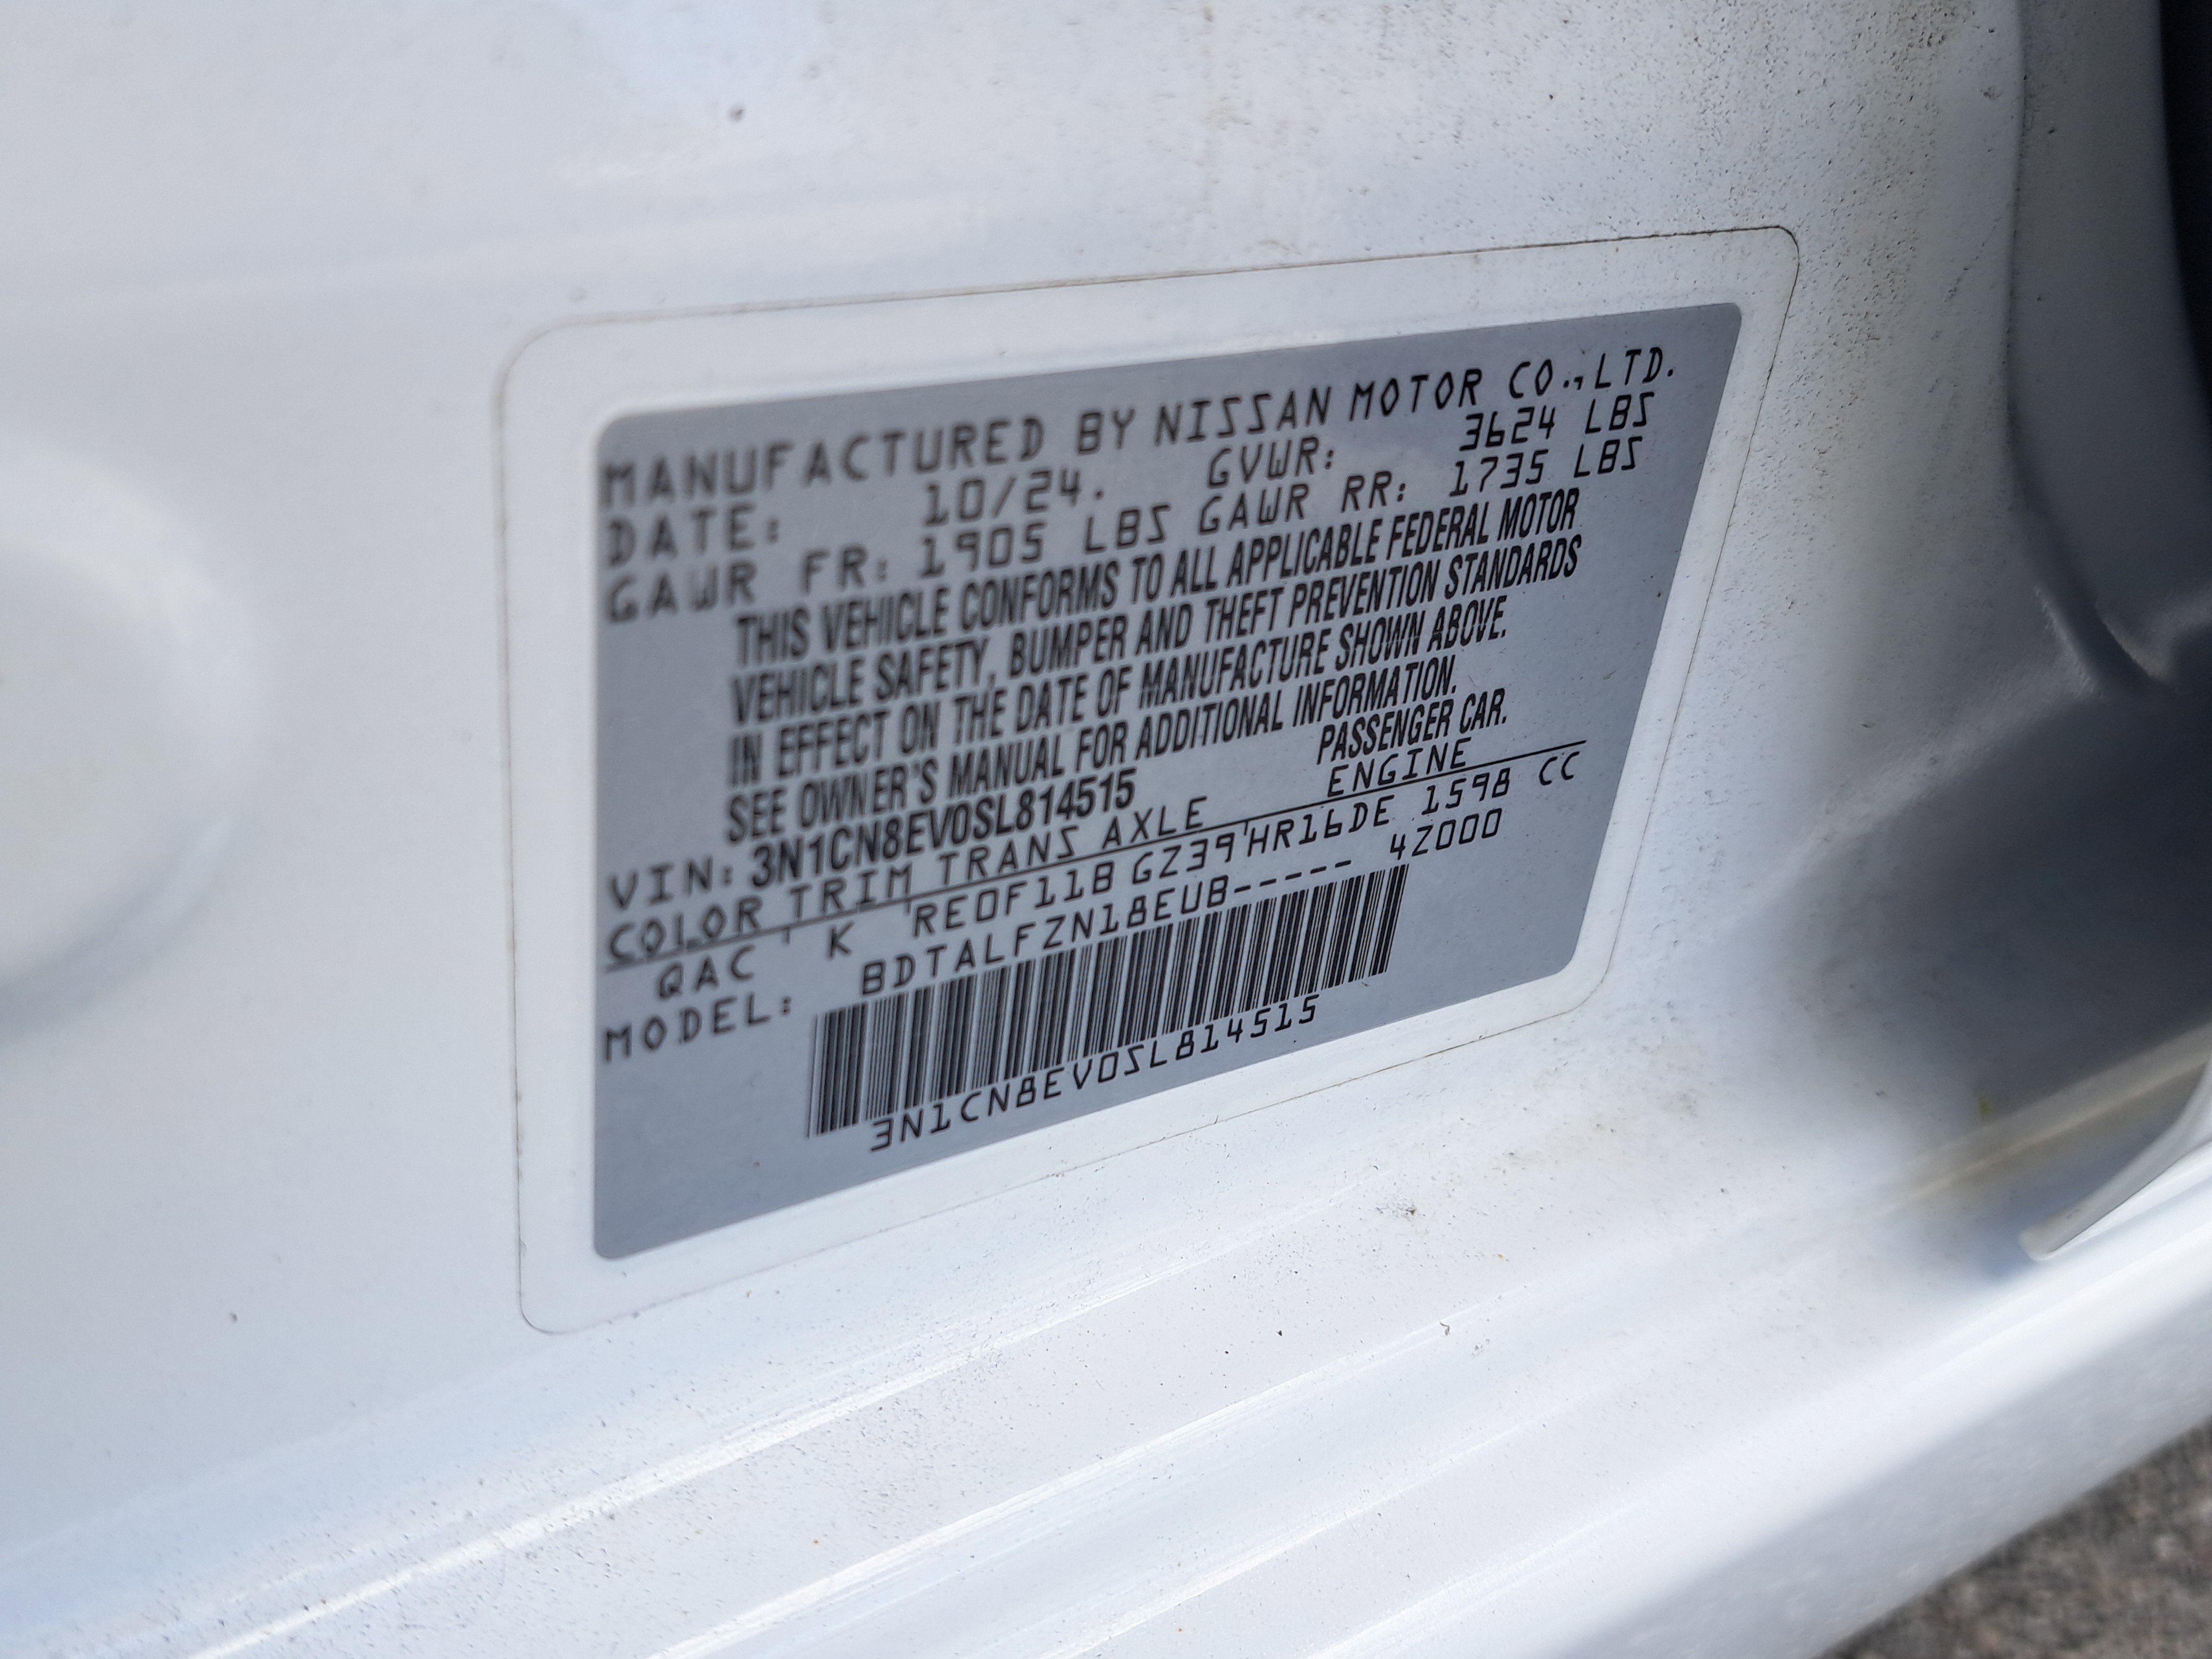 MANUFACTURED BY NISSAN MOTOR CO.,LTD.
DATE: 10/24. GVWR: 3624 LBS
GAWR FR: 1905 LBS GAWR RR: 1735 LBS
THIS VEHICLE CONFORMS TO ALL APPLICABLE FEDERAL MOTOR
VEHICLE SAFETY, BUMPER AND THEFT PREVENTION STANDARDS
IN EFFECT ON THE DATE OF MANUFACTURE SHOWN ABOVE.
SEE OWNER'S MANUAL FOR ADDITIONAL INFORMATION.
VIN: 3N1CN8EV0SL814515 PASSENGER CAR.
COLOR TRIM TRANS AXLE ENGINE
QAC K RE0F11B GZ39 HR16DE 1598 CC
MODEL: BDTALFZN18EUB----- 4Z000
3N1CN8EV0SL814515